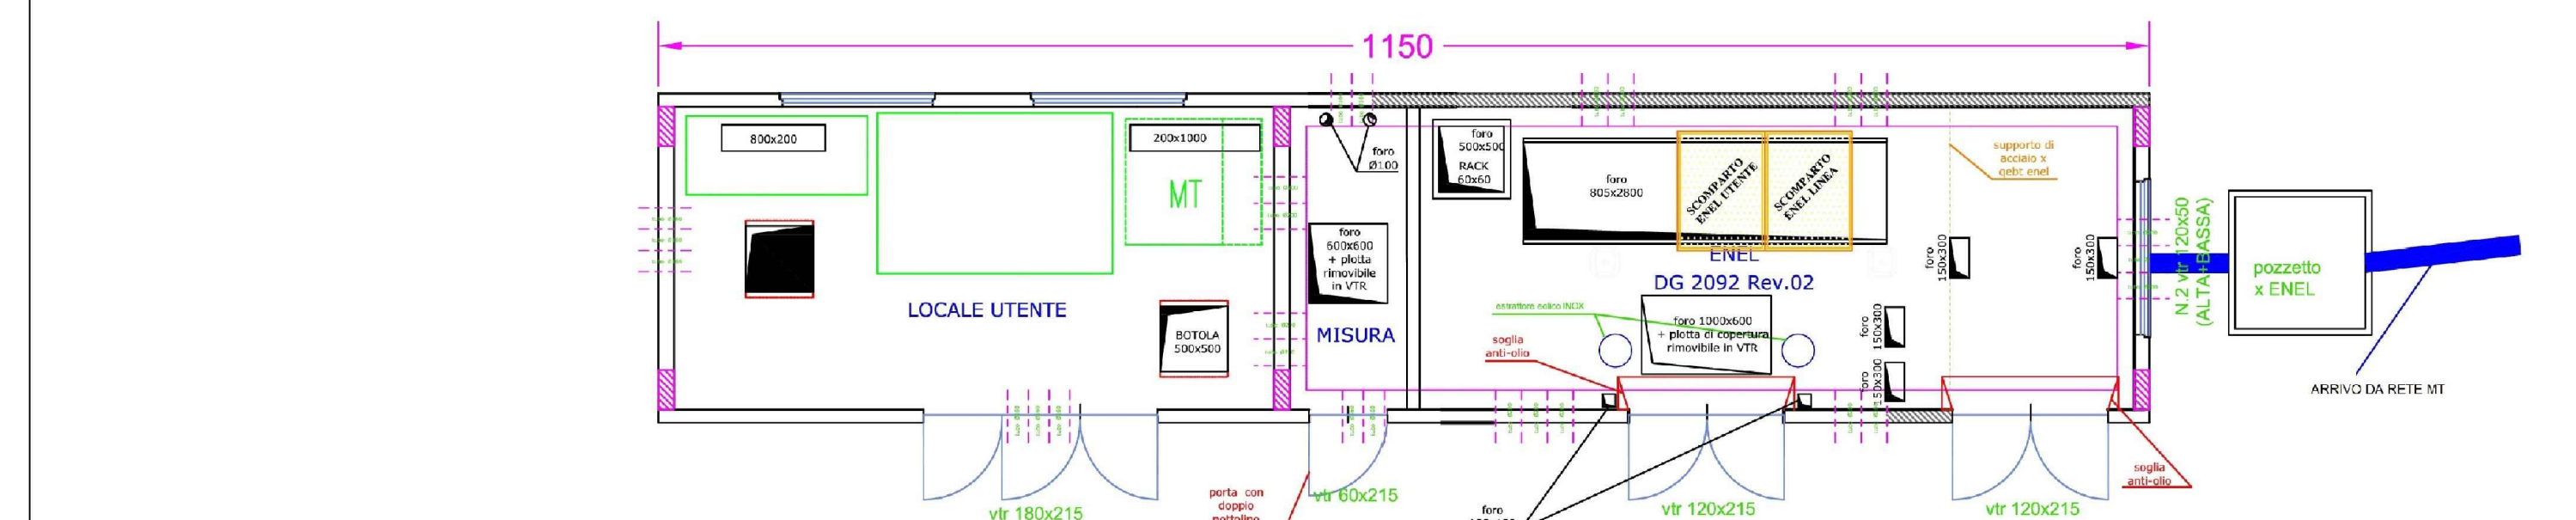 1150
800x200
200x1000
MT
LOCALE UTENTE
BOTOLA
500x500
foro
Ø100
foro
600x600
+ plotta
rimovibile
in VTR
MISURA
foro
500x500
RACK
60x60
foro
805x2800
SCOMPARTO
ENEL UTENTE
SCOMPARTO
ENEL LINEA
ENEL
DG 2092 Rev.02
estrattore eolico INOX
foro 1000x600
+ plotta di copertura
rimovibile in VTR
soglia
anti-olio
supporto di
acciaio x
qebt enel
foro
150x300
foro
150x300
foro
150x300
foro
150x300
N.2 vtr 120x50
(ALTA+BASSA)
pozzetto
x ENEL
ARRIVO DA RETE MT
soglia
anti-olio
vtr 180x215
porta con
doppio
vtr 60x215
foro
vtr 120x215
vtr 120x215